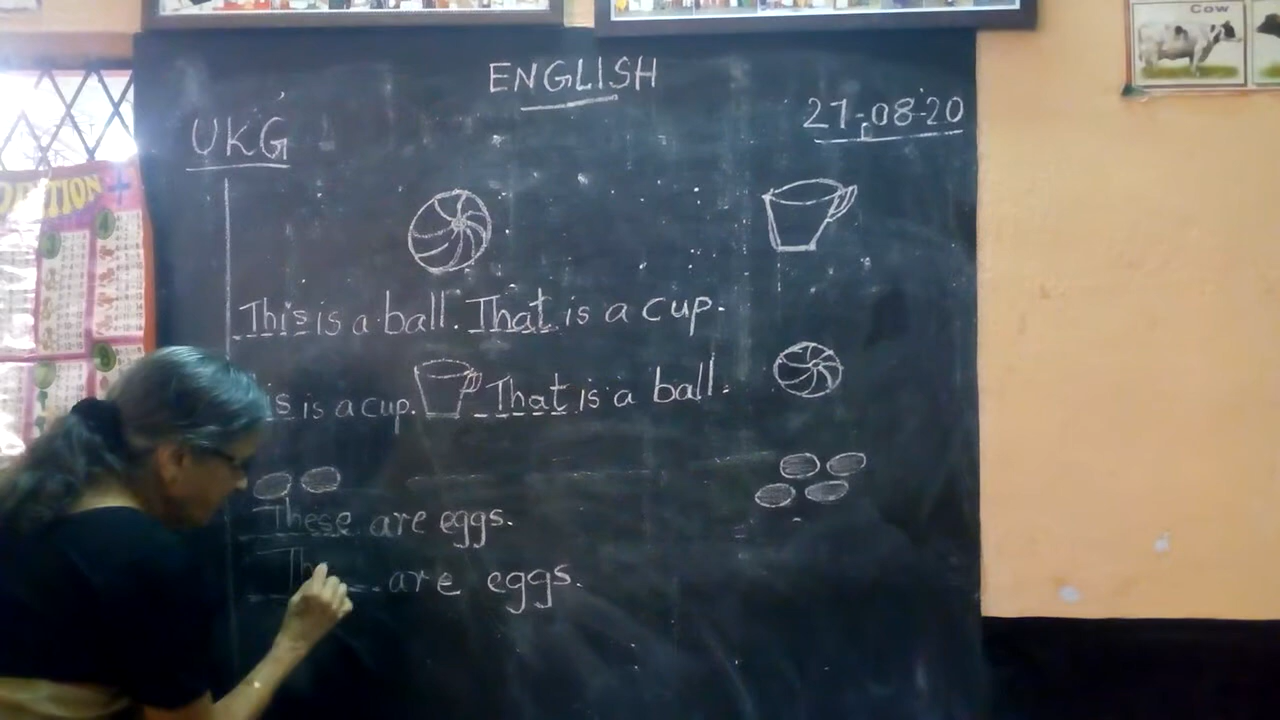 Cow
ENGLISH
27-08-20
UKG
This is a ball. That is a cup.
is is a cup. That is a ball.
These are eggs.
Th are eggs.